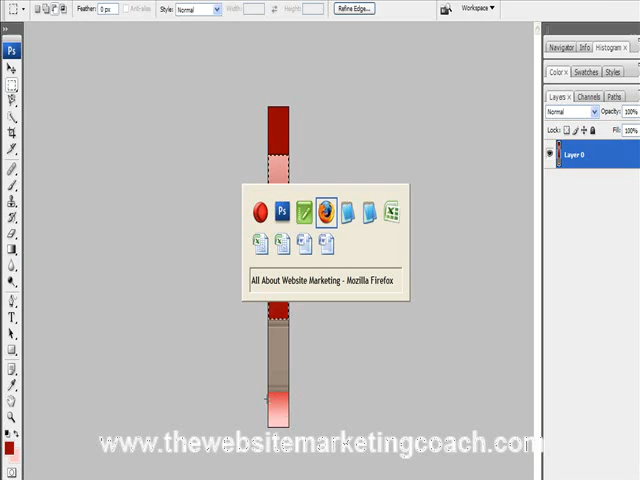 Feather: 0 px Anti-alias Style: Normal Width: Height: Refine Edge... Workspace
Ps
Navigator Info Histogram x
Color x Swatches Styles
Layers x Channels Paths
Normal Opacity: 100%
Lock: Fill: 100%
Layer 0
Ps
All About Website Marketing - Mozilla Firefox
T
www.thewebsitemarketingcoach.com